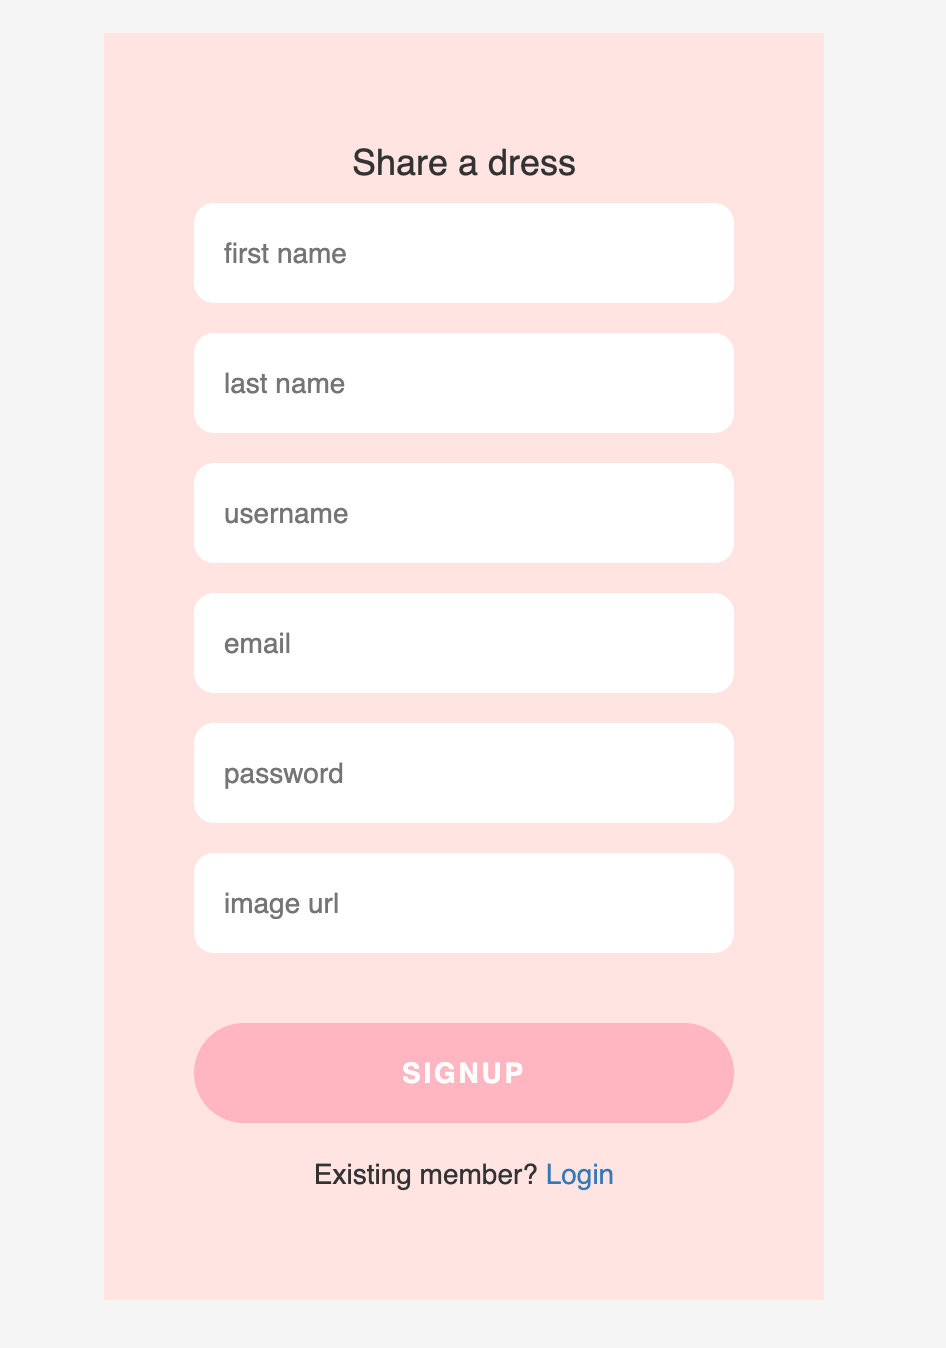 Share a dress
first name
last name
username
email
password
image url
SIGNUP
Existing member? Login